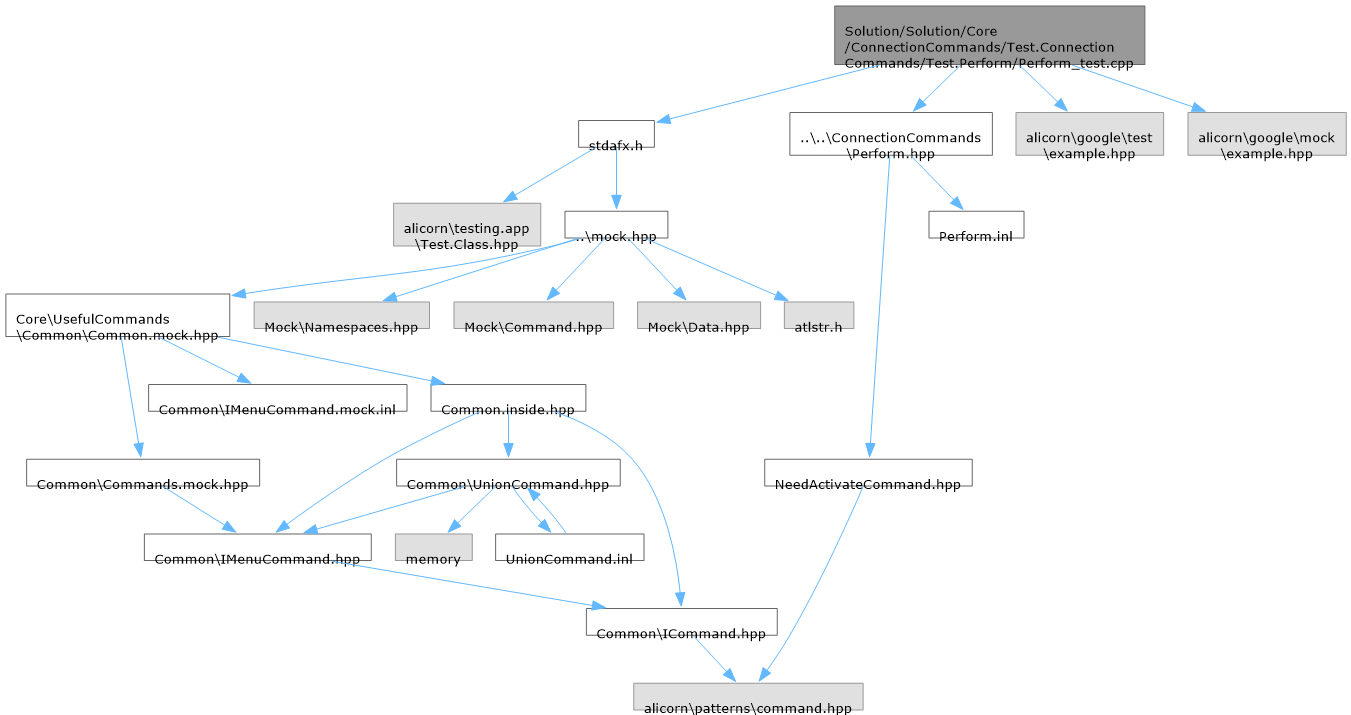 Solution/Solution/Core
/ConnectionCommands/Test.Connection
Commands/Test.Perform/Perform_test.cpp
stdafx.h
..\..\ConnectionCommands
\Perform.hpp
alicorn\google\test
\example.hpp
alicorn\google\mock
\example.hpp
alicorn\testing.app
\Test.Class.hpp
..\mock.hpp
Perform.inl
Core\UsefulCommands
\Common\Common.mock.hpp
Mock\Namespaces.hpp
Mock\Command.hpp
Mock\Data.hpp
atlstr.h
Common\IMenuCommand.mock.inl
Common.inside.hpp
Common\Commands.mock.hpp
Common\UnionCommand.hpp
NeedActivateCommand.hpp
Common\IMenuCommand.hpp
memory
UnionCommand.inl
Common\ICommand.hpp
alicorn\patterns\command.hpp